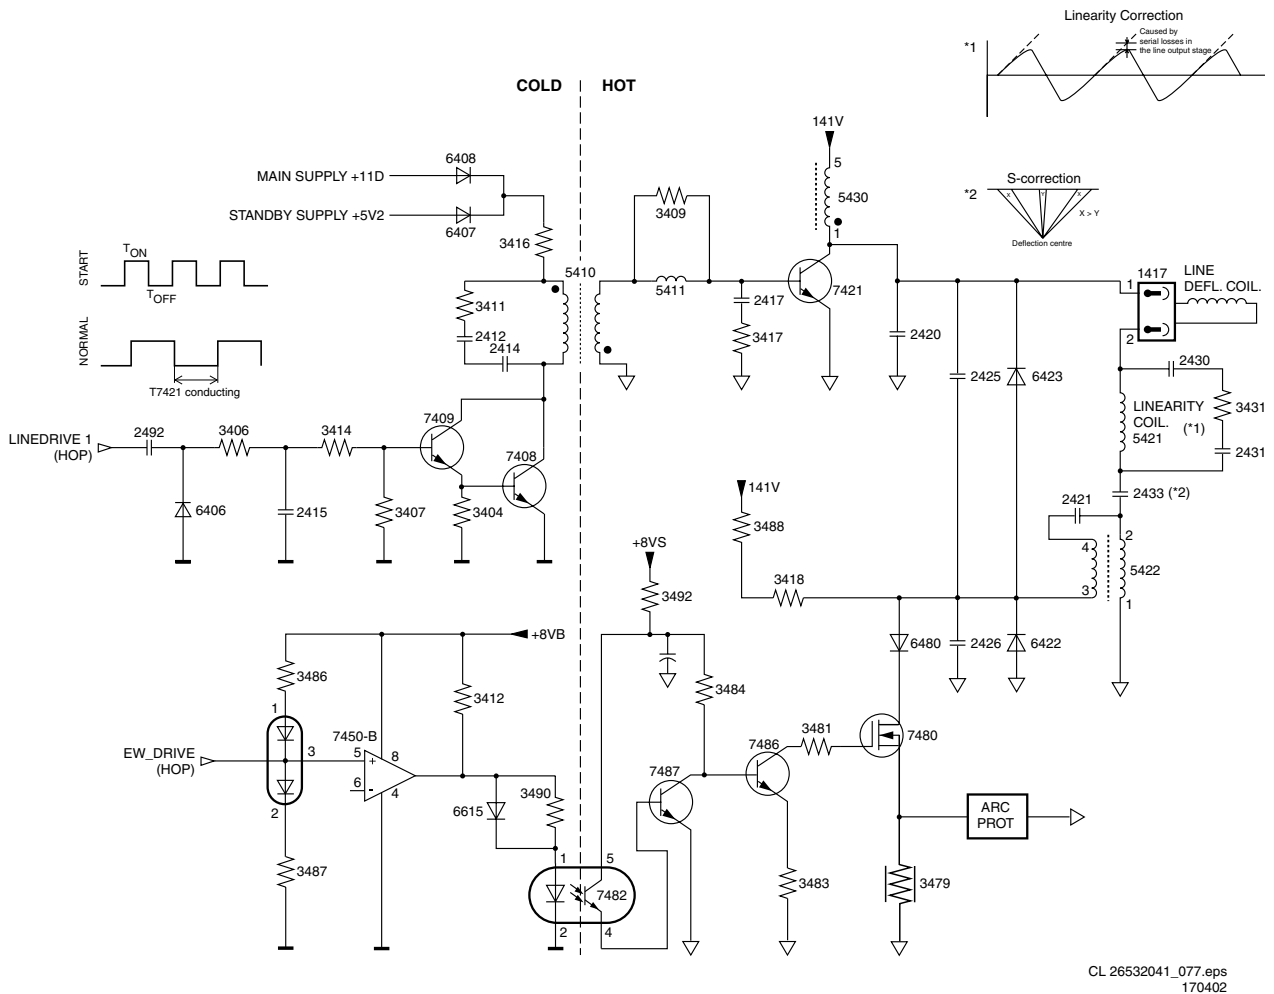 Linearity Correction
*1
Caused by
serial losses in
the line output stage
COLD
HOT
141V
5
5430
1
6408
MAIN SUPPLY +11D
STANDBY SUPPLY +5V2
6407
3416
3409
S-correction
*2
X
Y
X
X > Y
Deflection centre
START
TON
TOFF
NORMAL
T7421 conducting
5410
3411
2412
2414
5411
2417
3417
7421
2420
2425
6423
1
1417
2
LINE
DEFL. COIL.
2430
3431
2431
LINEARITY
COIL.
(*1)
5421
2433 (*2)
2421
4
3
2
1
5422
LINEDRIVE 1
(HOP)
2492
3406
3414
7409
7408
6406
2415
3407
3404
141V
3488
+8VS
3492
3418
6480
2426
6422
+8VB
3486
3412
3484
EW_DRIVE
(HOP)
1
3
2
7450-B
5
+
8
6
-
4
3487
6615
3490
1
5
7482
2
4
7487
7486
3481
7480
3483
ARC
PROT
3479
CL 26532041_077.eps
170402